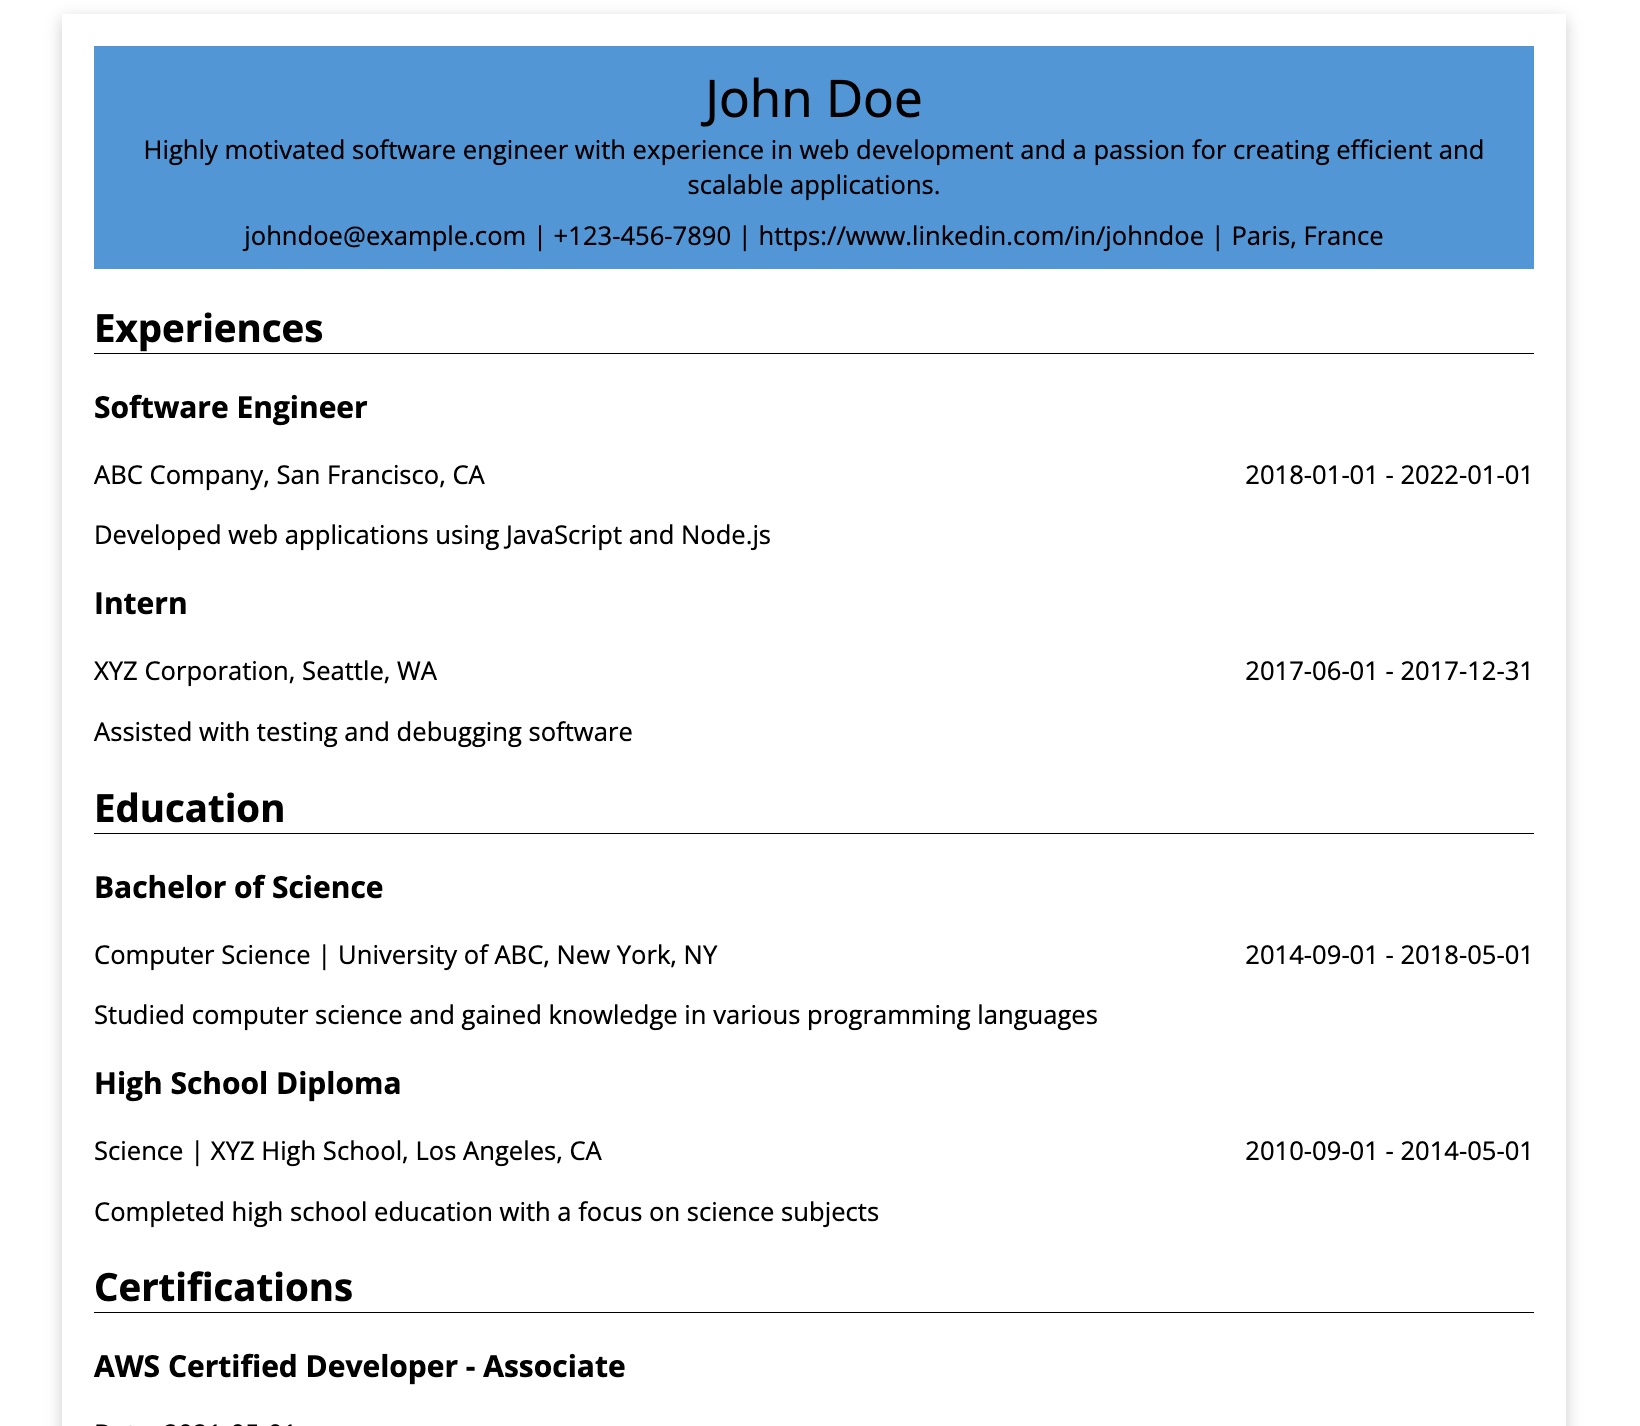 John Doe
Highly motivated software engineer with experience in web development and a passion for creating efficient and
scalable applications.
johndoe@example.com | +123-456-7890 | https://www.linkedin.com/in/johndoe | Paris, France
Experiences
Software Engineer
ABC Company, San Francisco, CA 2018-01-01 - 2022-01-01
Developed web applications using JavaScript and Node.js
Intern
XYZ Corporation, Seattle, WA 2017-06-01 - 2017-12-31
Assisted with testing and debugging software
Education
Bachelor of Science
Computer Science | University of ABC, New York, NY 2014-09-01 - 2018-05-01
Studied computer science and gained knowledge in various programming languages
High School Diploma
Science | XYZ High School, Los Angeles, CA 2010-09-01 - 2014-05-01
Completed high school education with a focus on science subjects
Certifications
AWS Certified Developer - Associate